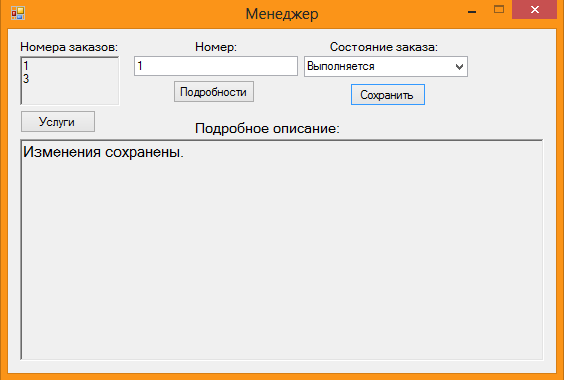 Менеджер
Номера заказов:
Номер:
Состояние заказа:
1
3
1
Выполняется
Подробности
Сохранить
Услуги
Подробное описание:
Изменения сохранены.